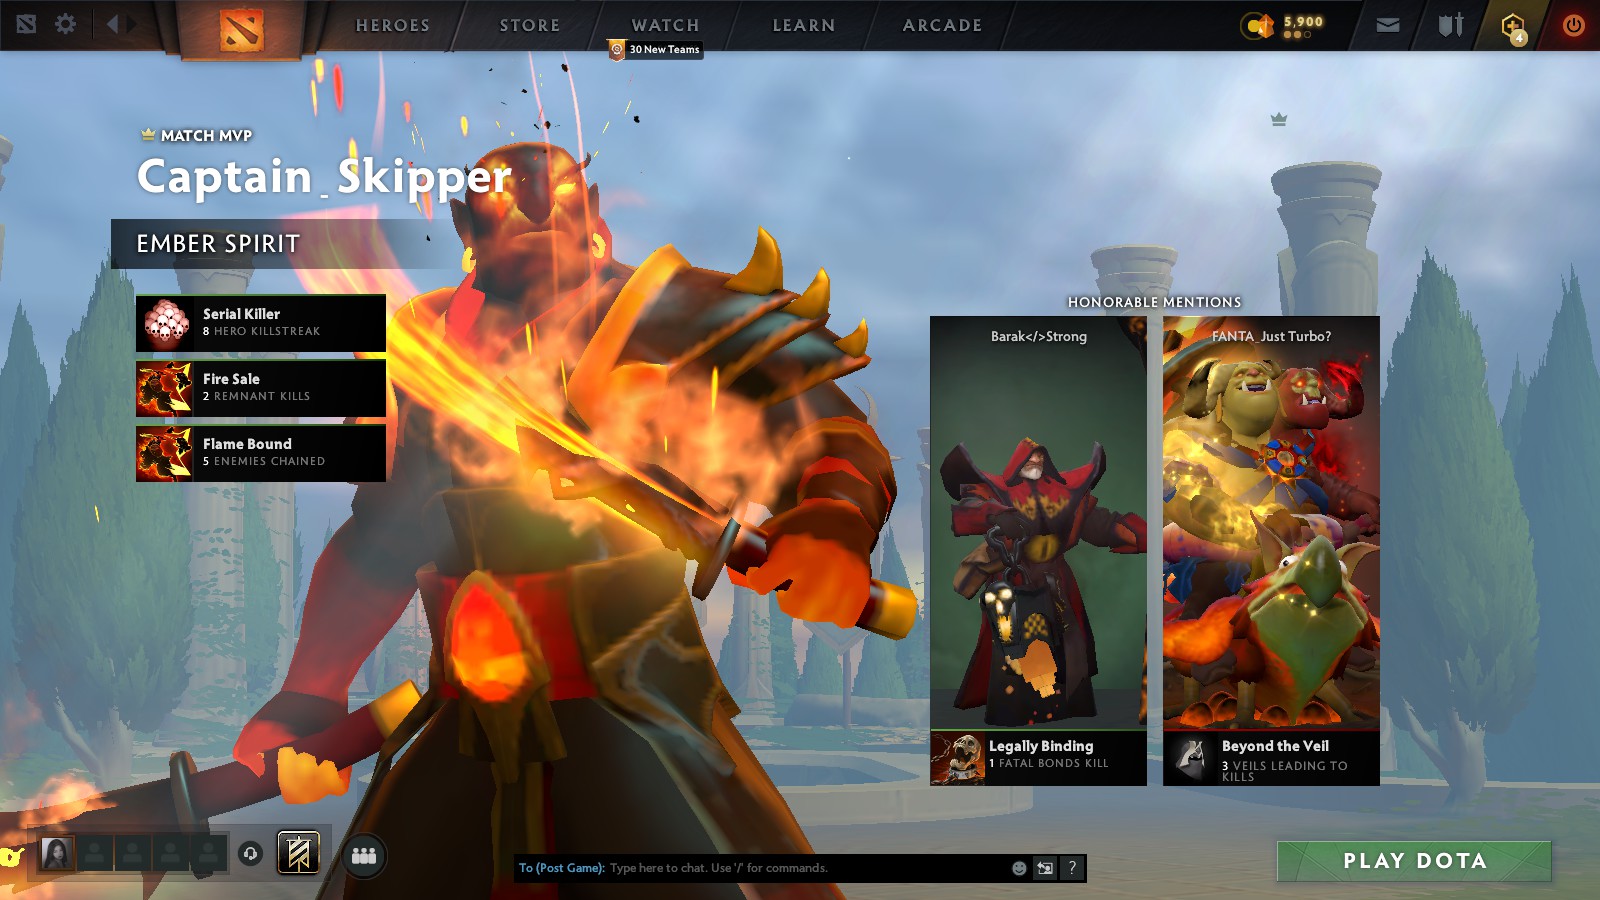 HEROES
STORE
WATCH
LEARN
ARCADE
5,900
4
30 New Teams
MATCH MVP
Captain_Skipper
EMBER SPIRIT
Serial Killer
8 HERO KILLSTREAK
Fire Sale
2 REMNANT KILLS
Flame Bound
5 ENEMIES CHAINED
HONORABLE MENTIONS
Barak</>Strong
FANTA_Just Turbo?
Legally Binding
1 FATAL BONDS KILL
Beyond the Veil
3 VEILS LEADING TO
KILLS
To (Post Game): Type here to chat. Use '/' for commands.
?
PLAY DOTA